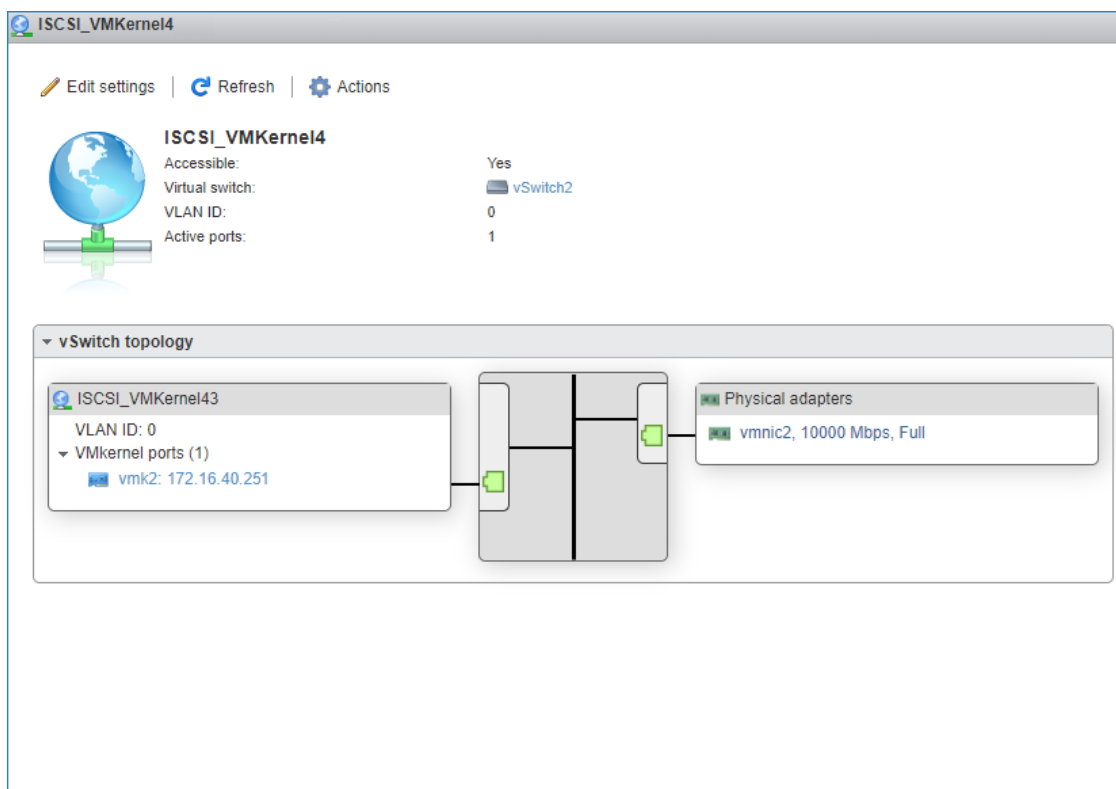 ISCSI_VMKernel4
Edit settings | Refresh | Actions
ISCSI_VMKernel4
Accessible: Yes
Virtual switch: vSwitch2
VLAN ID: 0
Active ports: 1
vSwitch topology
ISCSI_VMKernel43
VLAN ID: 0
VMkernel ports (1)
vmk2: 172.16.40.251
Physical adapters
vmnic2, 10000 Mbps, Full